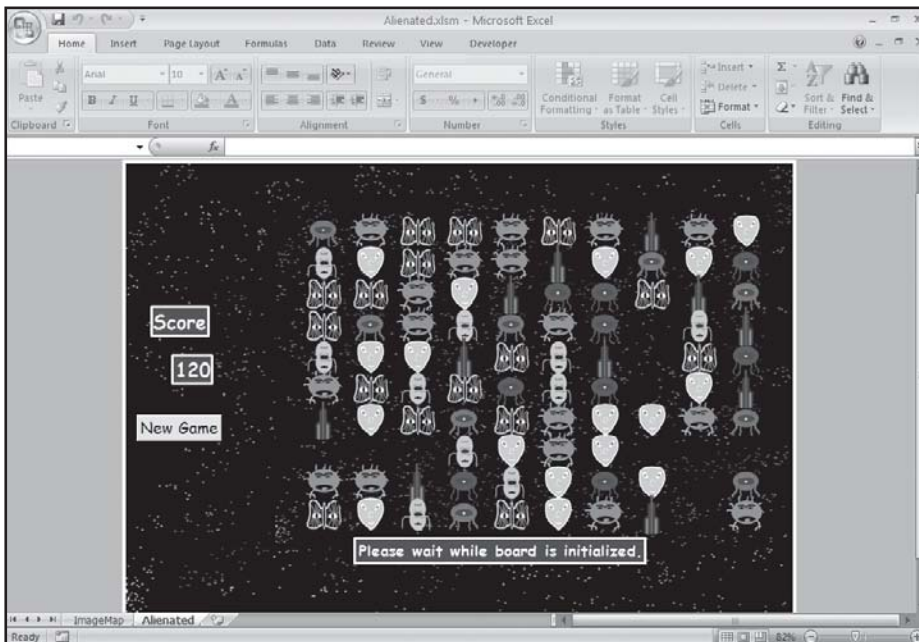 Alienated.xlsm - Microsoft Excel
Home Insert Page Layout Formulas Data Review View Developer
Paste
Arial 10
B I U
General
$ % ,
Conditional Formatting
Format as Table
Cell Styles
Insert
Delete
Format
Sort & Filter
Find & Select
Clipboard Font Alignment Number Styles Cells Editing
fx
Score
120
New Game
Please wait while board is initialized.
ImageMap Alienated
Ready 82%